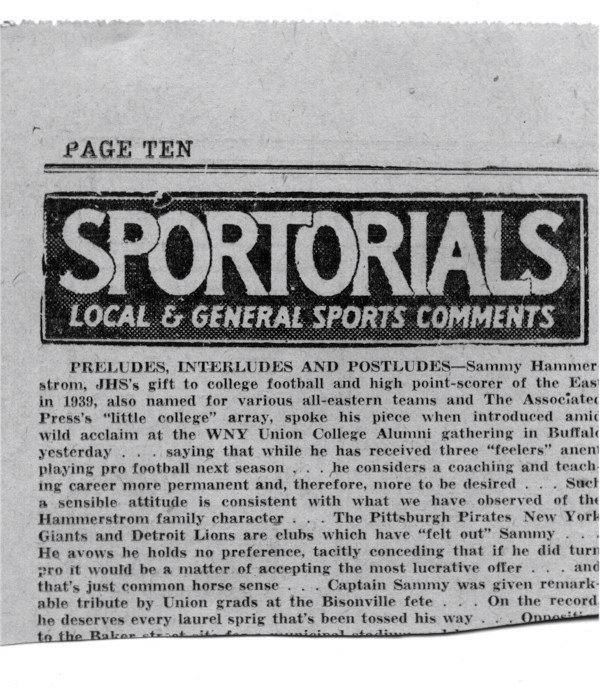 PAGE TEN
SPORTORIALS
LOCAL & GENERAL SPORTS COMMENTS
PRELUDES, INTERLUDES AND POSTLUDES—Sammy Hammer
strom, JHS's gift to college football and high point-scorer of the East
in 1939, also named for various all-eastern teams and The Associated
Press's "little college" array, spoke his piece when introduced amid
wild acclaim at the WNY Union College Alumni gathering in Buffalo
yesterday . . . saying that while he has received three "feelers" anent
playing pro football next season . . . he considers a coaching and teach-
ing career more permanent and, therefore, more to be desired . . . Such
a sensible attitude is consistent with what we have observed of the
Hammerstrom family character . . . The Pittsburgh Pirates, New York
Giants and Detroit Lions are clubs which have "felt out" Sammy . . .
He avows he holds no preference, tacitly conceding that if he did turn
pro it would be a matter of accepting the most lucrative offer . . . and
that's just common horse sense . . . Captain Sammy was given remark-
able tribute by Union grads at the Bisonville fete . . . On the record,
he deserves every laurel sprig that's been tossed his way . . . Opposition
to the Baker street site for